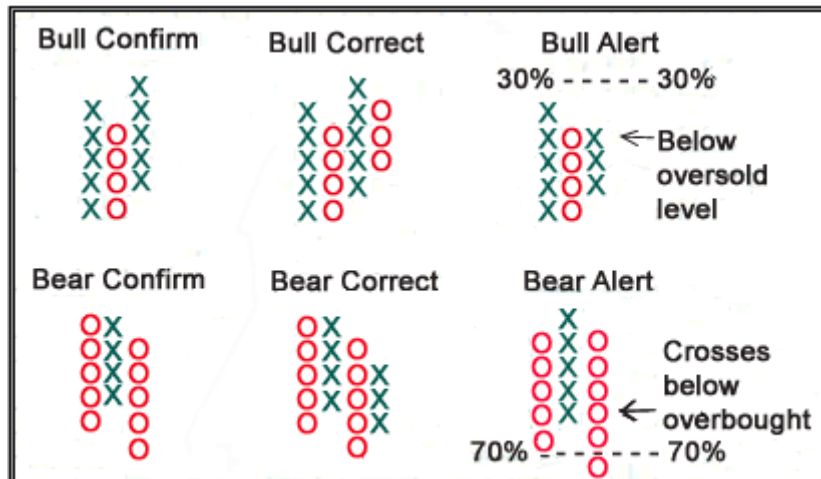 Bull Confirm
Bull Correct
Bull Alert
30% - - - - - 30%
Below
oversold
level
Bear Confirm
Bear Correct
Bear Alert
Crosses
below
overbought
70% - - - - - - 70%